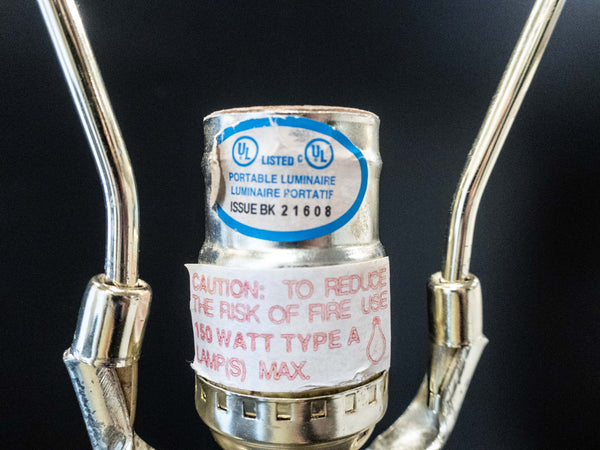 UL LISTED C UL
PORTABLE LUMINAIRE
LUMINAIRE PORTATIF
ISSUE BK 21608
CAUTION: TO REDUCE
THE RISK OF FIRE USE
150 WATT TYPE A
LAMP(S) MAX.